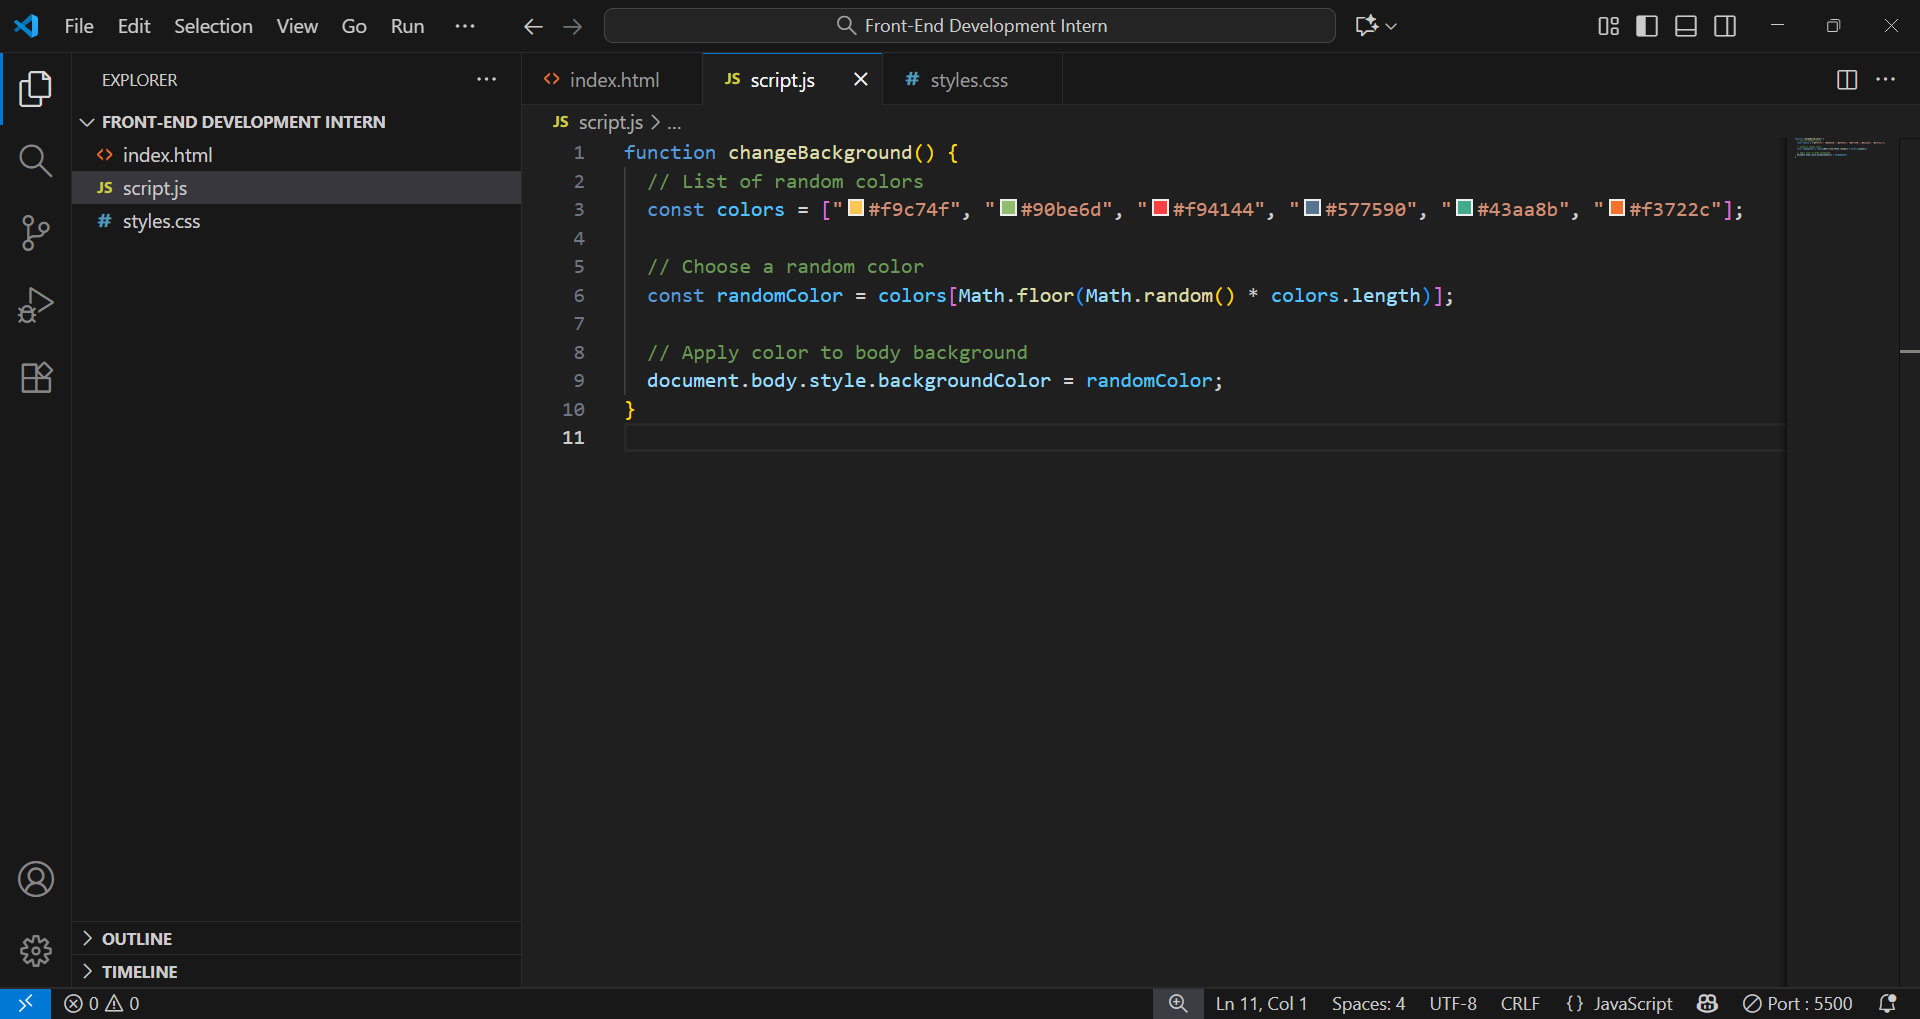 File Edit Selection View Go Run ···
Front-End Development Intern
EXPLORER ···
FRONT-END DEVELOPMENT INTERN
<> index.html
JS script.js
# styles.css
OUTLINE
TIMELINE
<> index.html JS script.js # styles.css
JS script.js > ...
1 function changeBackground() {
2 // List of random colors
3 const colors = ["#f9c74f", "#90be6d", "#f94144", "#577590", "#43aa8b", "#f3722c"];
4
5 // Choose a random color
6 const randomColor = colors[Math.floor(Math.random() * colors.length)];
7
8 // Apply color to body background
9 document.body.style.backgroundColor = randomColor;
10 }
11
0 0 Ln 11, Col 1 Spaces: 4 UTF-8 CRLF {} JavaScript Port : 5500